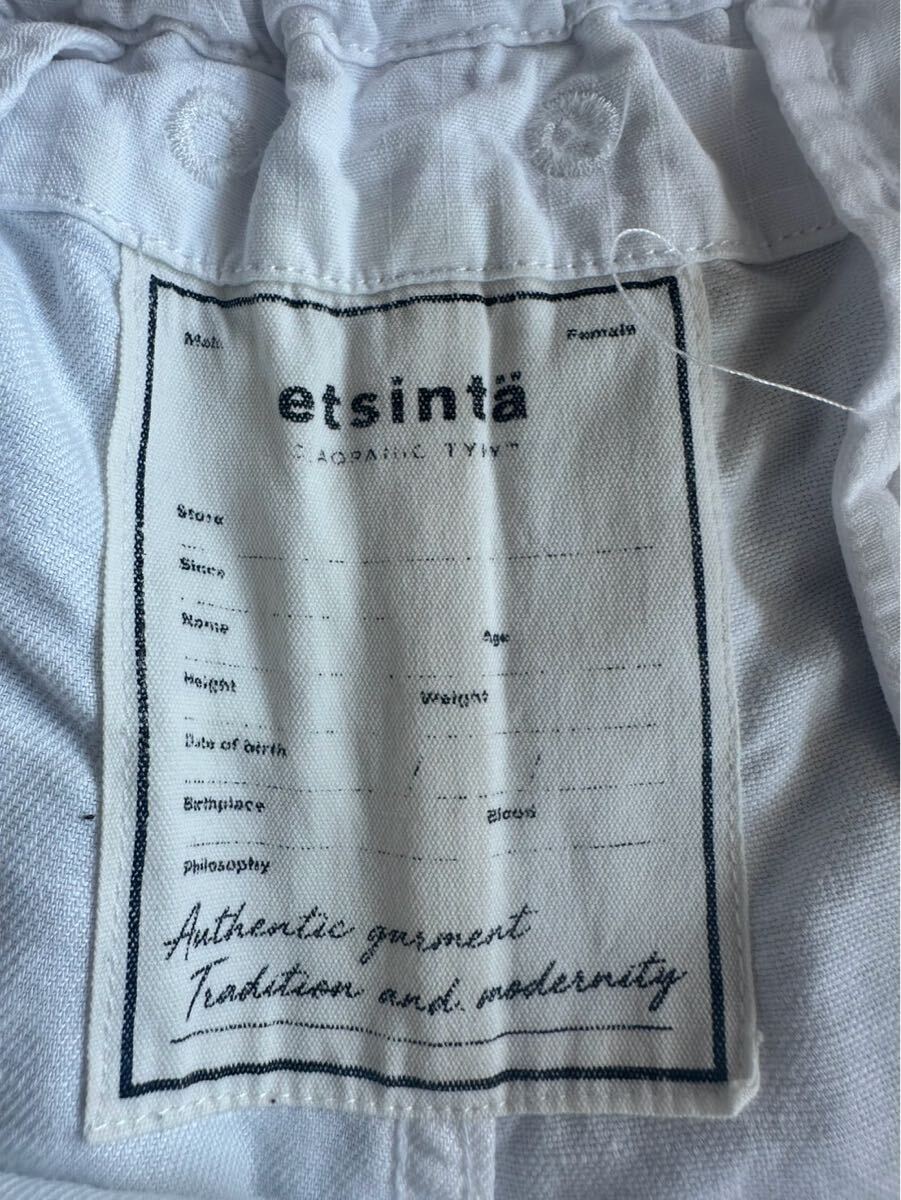 Male Female
etsintä
Store
Since
Name Age
Height Weight
Date of birth / /
Birthplace Blood
Philosophy
Authentic garment
Tradition and modernity